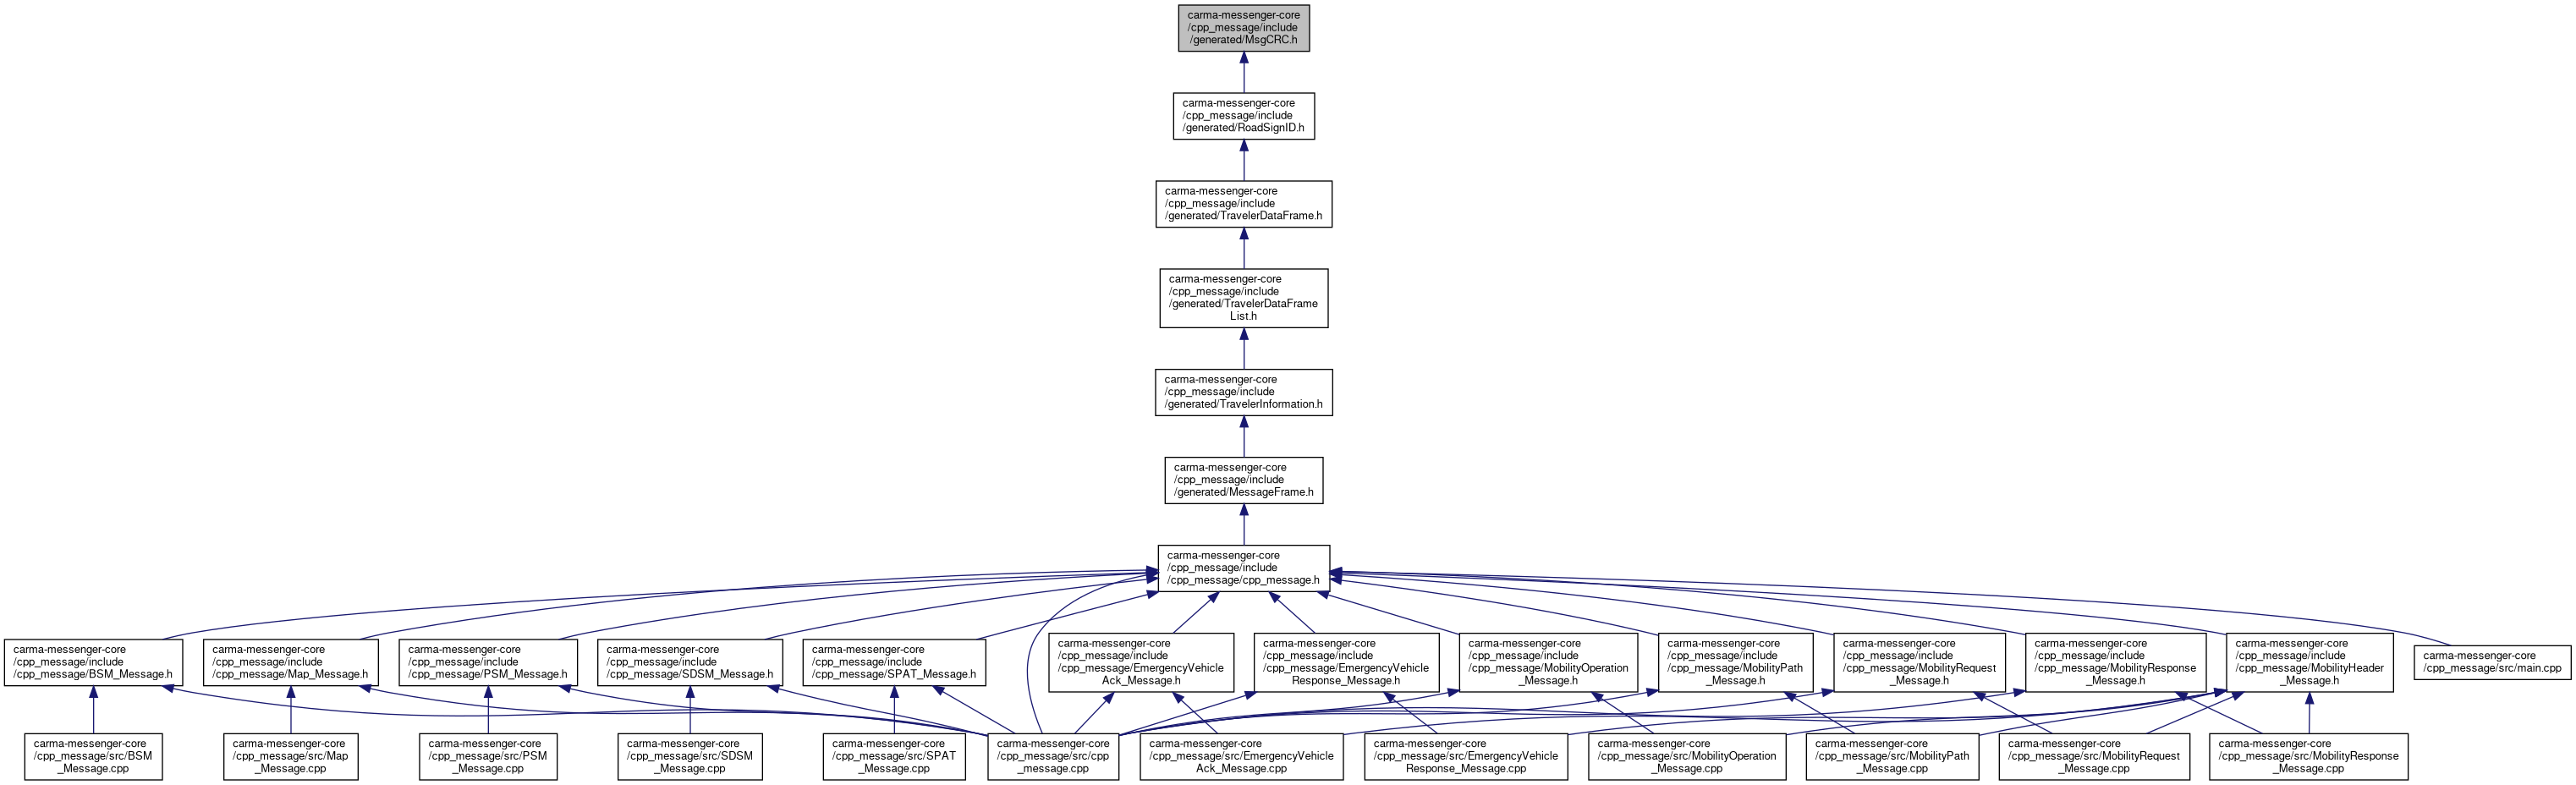 carma-messenger-core
/cpp_message/include
/generated/MsgCRC.h
carma-messenger-core
/cpp_message/include
/generated/RoadSignID.h
carma-messenger-core
/cpp_message/include
/generated/TravelerDataFrame.h
carma-messenger-core
/cpp_message/include
/generated/TravelerDataFrame
List.h
carma-messenger-core
/cpp_message/include
/generated/TravelerInformation.h
carma-messenger-core
/cpp_message/include
/generated/MessageFrame.h
carma-messenger-core
/cpp_message/include
/cpp_message/cpp_message.h
carma-messenger-core
/cpp_message/include
/cpp_message/BSM_Message.h
carma-messenger-core
/cpp_message/include
/cpp_message/Map_Message.h
carma-messenger-core
/cpp_message/include
/cpp_message/PSM_Message.h
carma-messenger-core
/cpp_message/include
/cpp_message/SDSM_Message.h
carma-messenger-core
/cpp_message/include
/cpp_message/SPAT_Message.h
carma-messenger-core
/cpp_message/include
/cpp_message/EmergencyVehicle
Ack_Message.h
carma-messenger-core
/cpp_message/include
/cpp_message/EmergencyVehicle
Response_Message.h
carma-messenger-core
/cpp_message/include
/cpp_message/MobilityOperation
_Message.h
carma-messenger-core
/cpp_message/include
/cpp_message/MobilityPath
_Message.h
carma-messenger-core
/cpp_message/include
/cpp_message/MobilityRequest
_Message.h
carma-messenger-core
/cpp_message/include
/cpp_message/MobilityResponse
_Message.h
carma-messenger-core
/cpp_message/include
/cpp_message/MobilityHeader
_Message.h
carma-messenger-core
/cpp_message/src/main.cpp
carma-messenger-core
/cpp_message/src/BSM
_Message.cpp
carma-messenger-core
/cpp_message/src/Map
_Message.cpp
carma-messenger-core
/cpp_message/src/PSM
_Message.cpp
carma-messenger-core
/cpp_message/src/SDSM
_Message.cpp
carma-messenger-core
/cpp_message/src/SPAT
_Message.cpp
carma-messenger-core
/cpp_message/src/cpp
_message.cpp
carma-messenger-core
/cpp_message/src/EmergencyVehicle
Ack_Message.cpp
carma-messenger-core
/cpp_message/src/EmergencyVehicle
Response_Message.cpp
carma-messenger-core
/cpp_message/src/MobilityOperation
_Message.cpp
carma-messenger-core
/cpp_message/src/MobilityPath
_Message.cpp
carma-messenger-core
/cpp_message/src/MobilityRequest
_Message.cpp
carma-messenger-core
/cpp_message/src/MobilityResponse
_Message.cpp